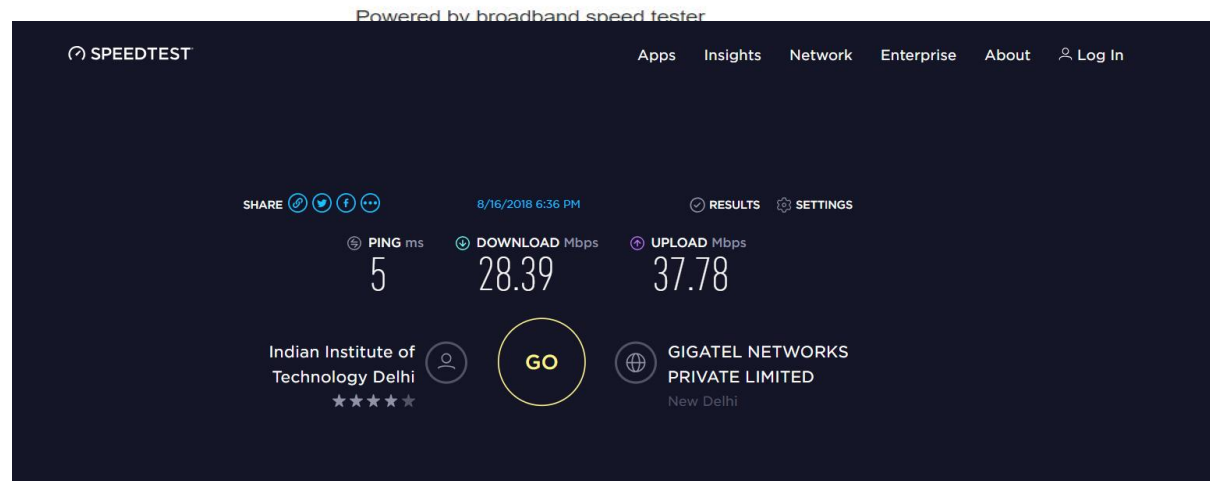 Powered by broadband speed tester
SPEEDTEST
Apps Insights Network Enterprise About Log In
SHARE 8/16/2018 6:36 PM RESULTS SETTINGS
PING ms DOWNLOAD Mbps UPLOAD Mbps
5 28.39 37.78
Indian Institute of
Technology Delhi
GO
GIGATEL NETWORKS
PRIVATE LIMITED
New Delhi